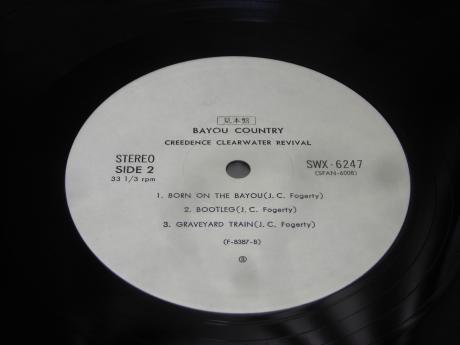 見本盤
BAYOU COUNTRY
CREEDENCE CLEARWATER REVIVAL
STEREO
SIDE 2
33 1/3 rpm
SWX-6247
(SFAN-6008)
1. BORN ON THE BAYOU(J. C. Fogerty)
2. BOOTLEG(J. C. Fogerty)
3. GRAVEYARD TRAIN(J. C. Fogerty)
(F-8387-B)